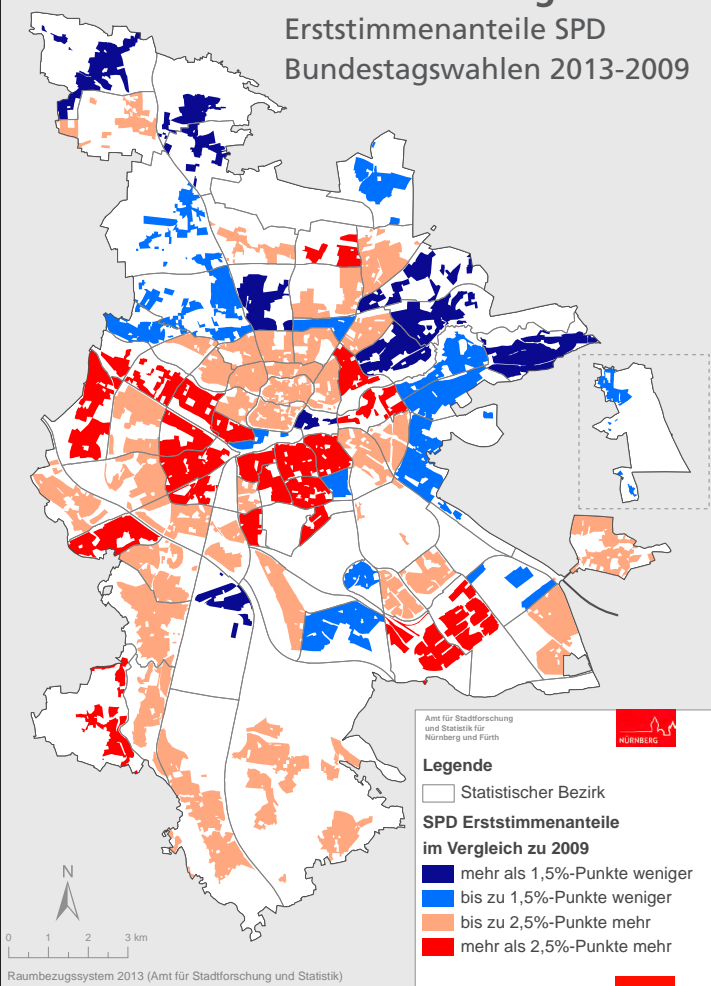 Erststimmenanteile SPD
Bundestagswahlen 2013-2009
Amt für Stadtforschung
und Statistik für
Nürnberg und Fürth
NÜRNBERG
Legende
Statistischer Bezirk
SPD Erststimmenanteile
im Vergleich zu 2009
mehr als 1,5%-Punkte weniger
bis zu 1,5%-Punkte weniger
bis zu 2,5%-Punkte mehr
mehr als 2,5%-Punkte mehr
N
0 1 2 3 km
Raumbezugssystem 2013 (Amt für Stadtforschung und Statistik)